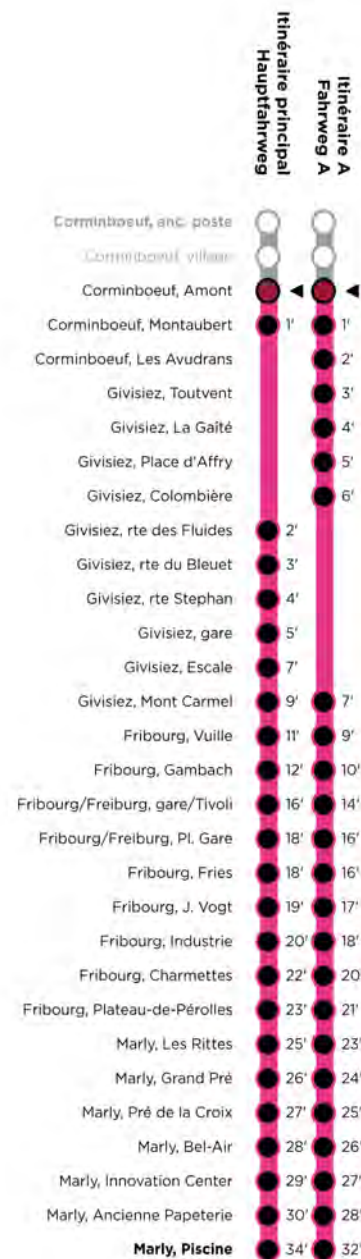 Itinéraire principal
Hauptfahrweg
Itinéraire A
Fahrweg A
Corminboeuf, anc. poste
Corminboeuf, village
Corminboeuf, Amont ◄ ◄
Corminboeuf, Montaubert 1' 1'
Corminboeuf, Les Avudrans 2'
Givisiez, Toutvent 3'
Givisiez, La Gaîté 4'
Givisiez, Place d'Affry 5'
Givisiez, Colombière 6'
Givisiez, rte des Fluides 2'
Givisiez, rte du Bleuet 3'
Givisiez, rte Stephan 4'
Givisiez, gare 5'
Givisiez, Escale 7'
Givisiez, Mont Carmel 9' 7'
Fribourg, Vuille 11' 9'
Fribourg, Gambach 12' 10'
Fribourg/Freiburg, gare/Tivoli 16' 14'
Fribourg/Freiburg, Pl. Gare 18' 16'
Fribourg, Fries 18' 16'
Fribourg, J. Vogt 19' 17'
Fribourg, Industrie 20' 18'
Fribourg, Charmettes 22' 20'
Fribourg, Plateau-de-Pérolles 23' 21'
Marly, Les Rittes 25' 23'
Marly, Grand Pré 26' 24'
Marly, Pré de la Croix 27' 25'
Marly, Bel-Air 28' 26'
Marly, Innovation Center 29' 27'
Marly, Ancienne Papeterie 30' 28'
Marly, Piscine 34' 32'